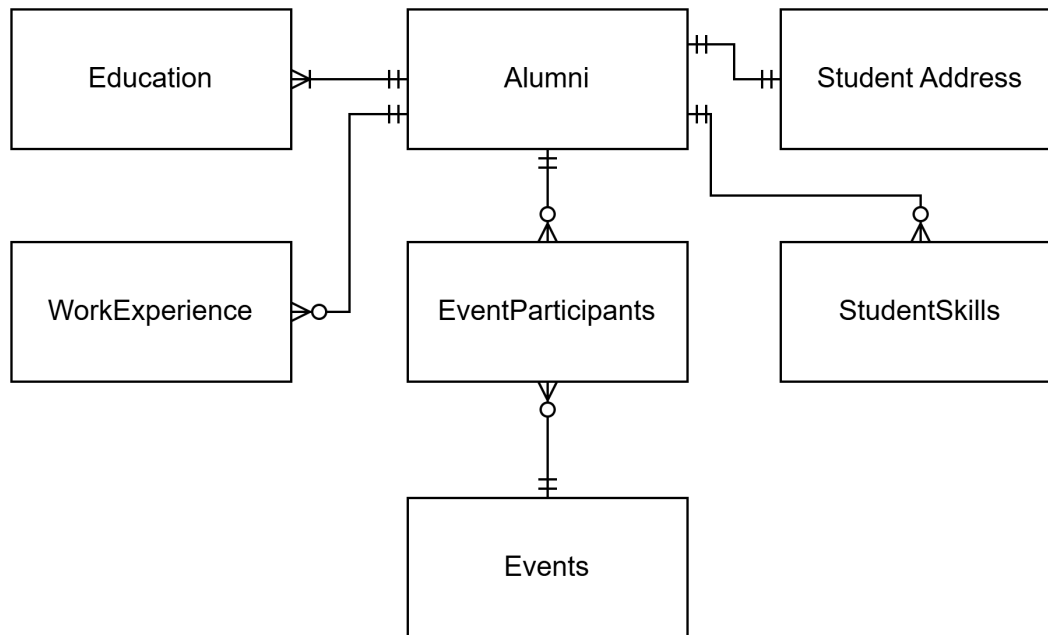 Education
Alumni
Student Address
WorkExperience
EventParticipants
StudentSkills
Events